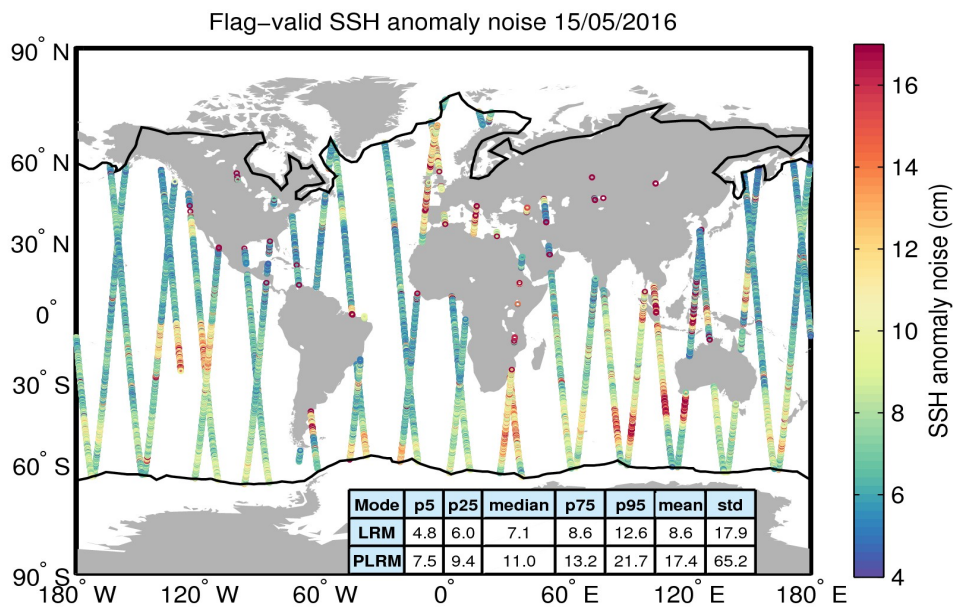 Flag–valid SSH anomaly noise 15/05/2016
90° N
60° N
30° N
0°
30° S
60° S
90° S
180° W
120° W
60° W
0°
60° E
120° E
180° E
Mode p5 p25 median p75 p95 mean std
LRM 4.8 6.0 7.1 8.6 12.6 8.6 17.9
PLRM 7.5 9.4 11.0 13.2 21.7 17.4 65.2
16
14
12
10
8
6
4
SSH anomaly noise (cm)